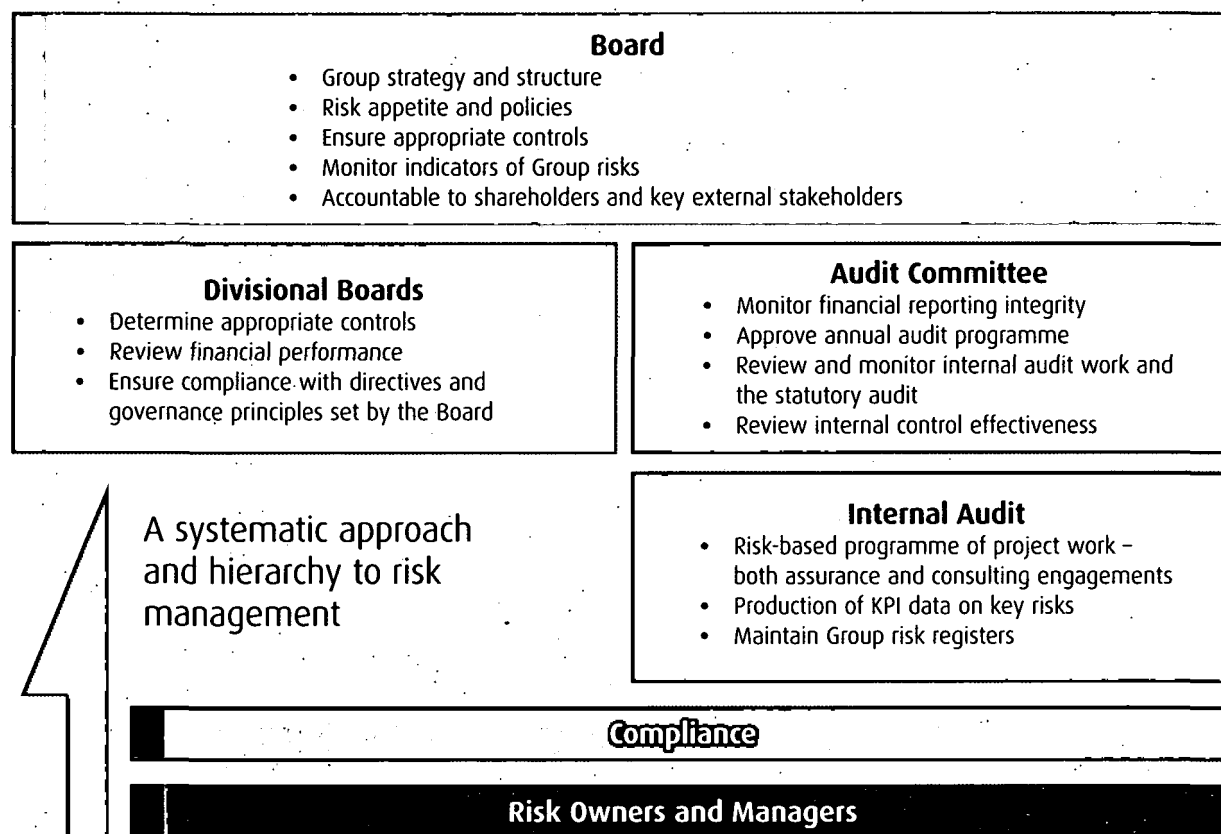 Board
• Group strategy and structure
• Risk appetite and policies
• Ensure appropriate controls
• Monitor indicators of Group risks
• Accountable to shareholders and key external stakeholders
Divisional Boards
• Determine appropriate controls
• Review financial performance
• Ensure compliance with directives and
governance principles set by the Board
Audit Committee
• Monitor financial reporting integrity
• Approve annual audit programme
• Review and monitor internal audit work and
the statutory audit
• Review internal control effectiveness
A systematic approach
and hierarchy to risk
management
Internal Audit
• Risk-based programme of project work –
both assurance and consulting engagements
• Production of KPI data on key risks
• Maintain Group risk registers
Compliance
Risk Owners and Managers